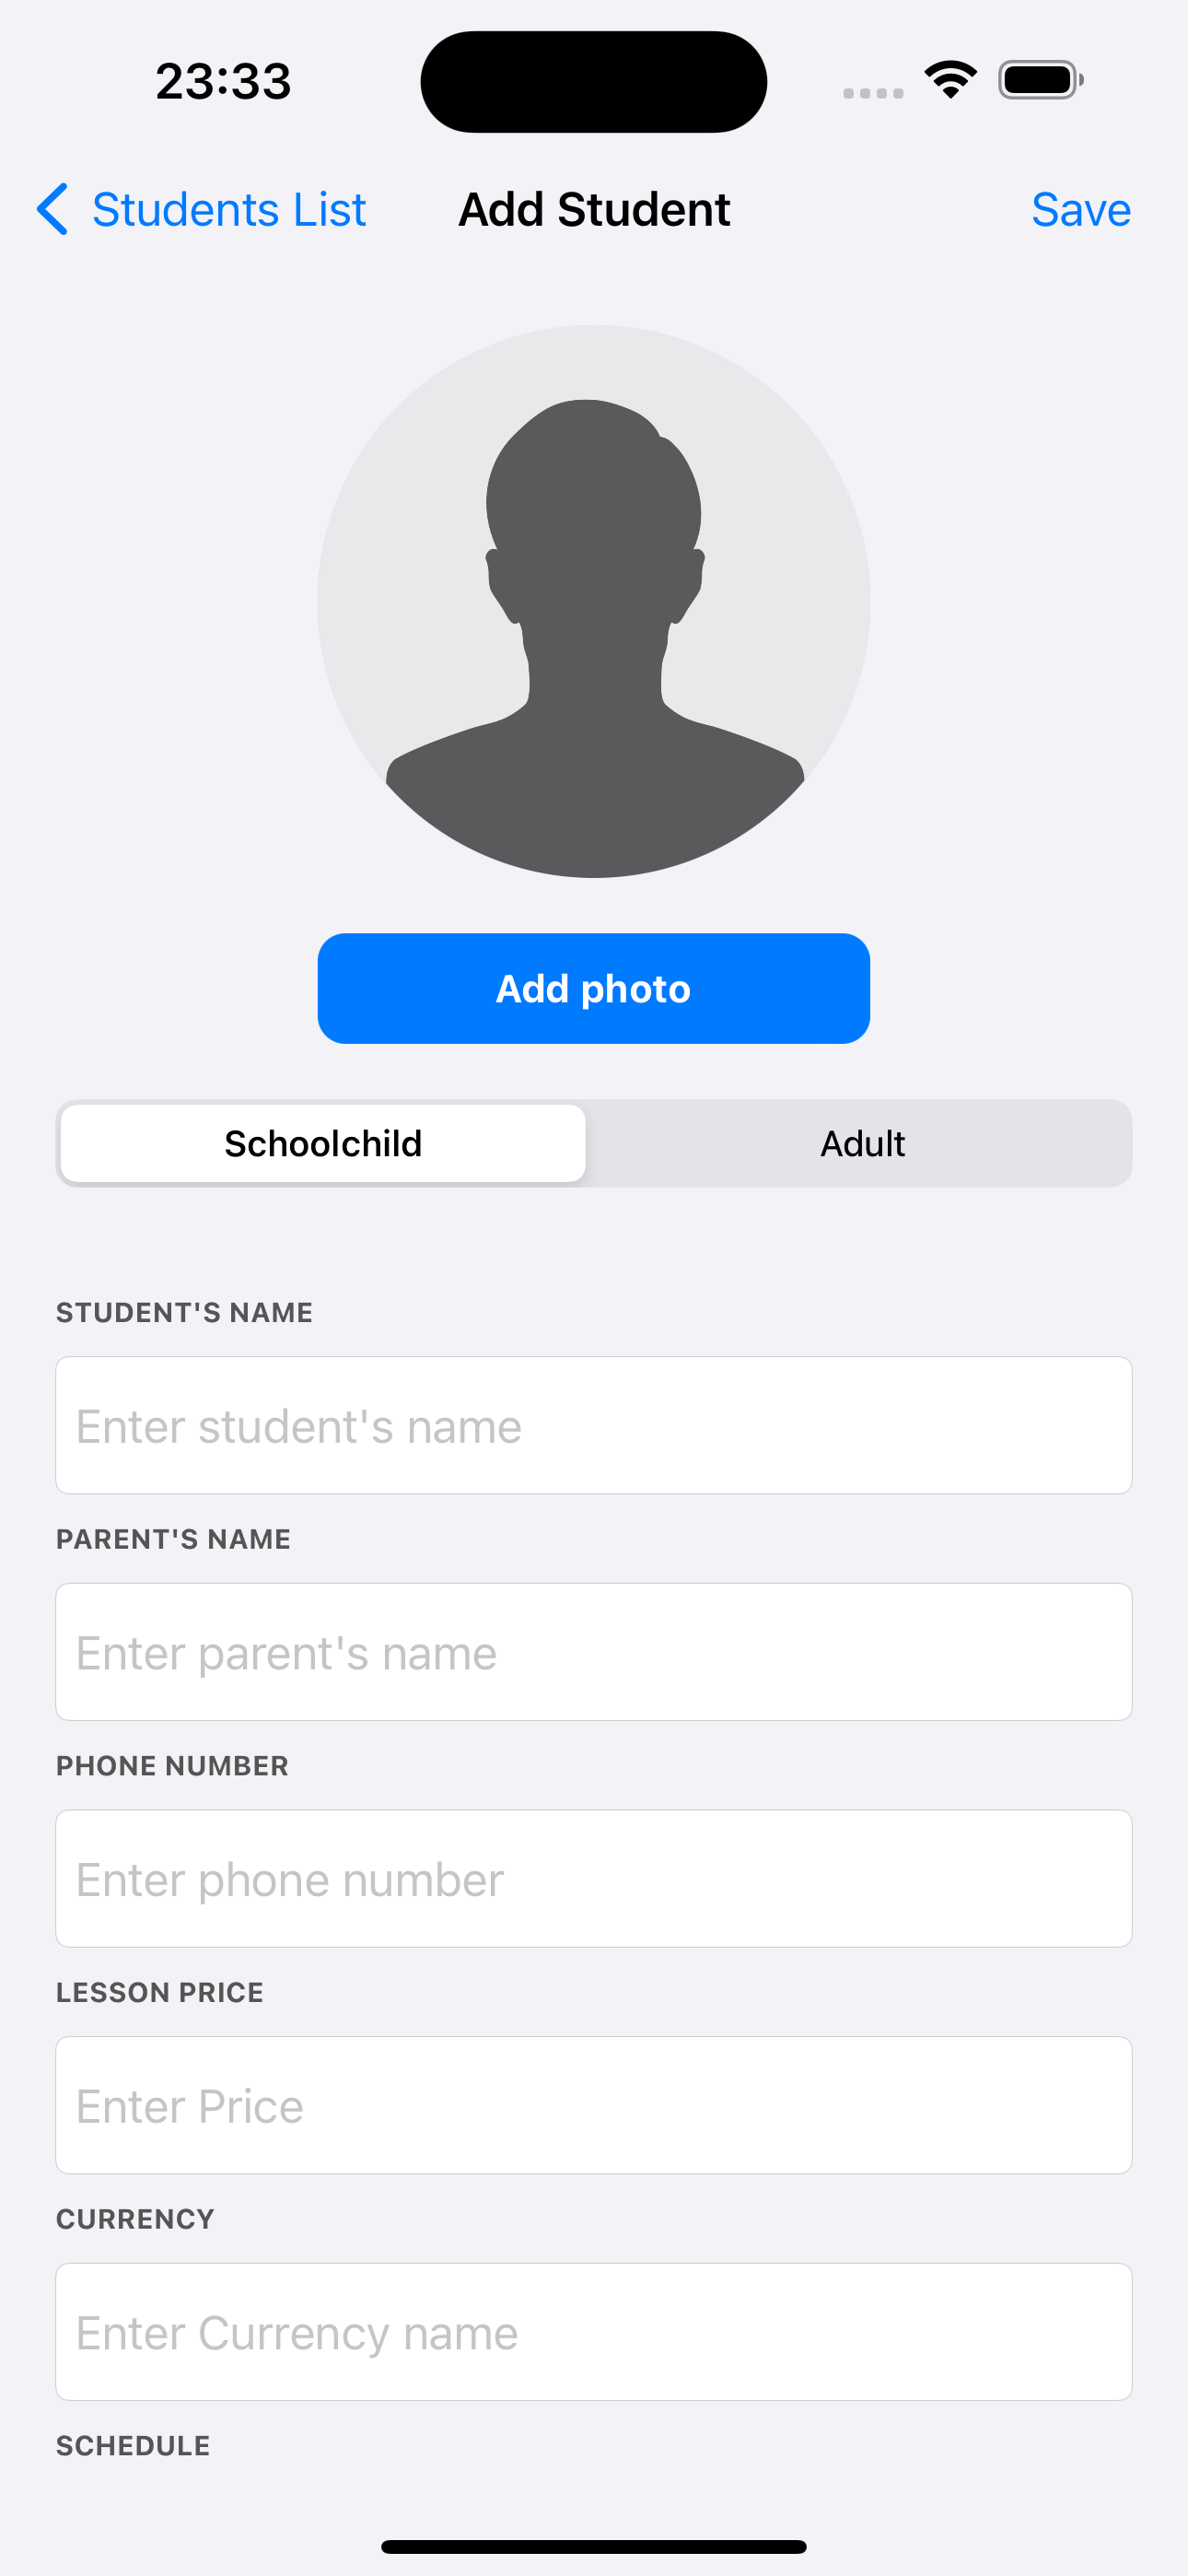 23:33
Students List
Add Student
Save
Add photo
Schoolchild
Adult
STUDENT'S NAME
Enter student's name
PARENT'S NAME
Enter parent's name
PHONE NUMBER
Enter phone number
LESSON PRICE
Enter Price
CURRENCY
Enter Currency name
SCHEDULE